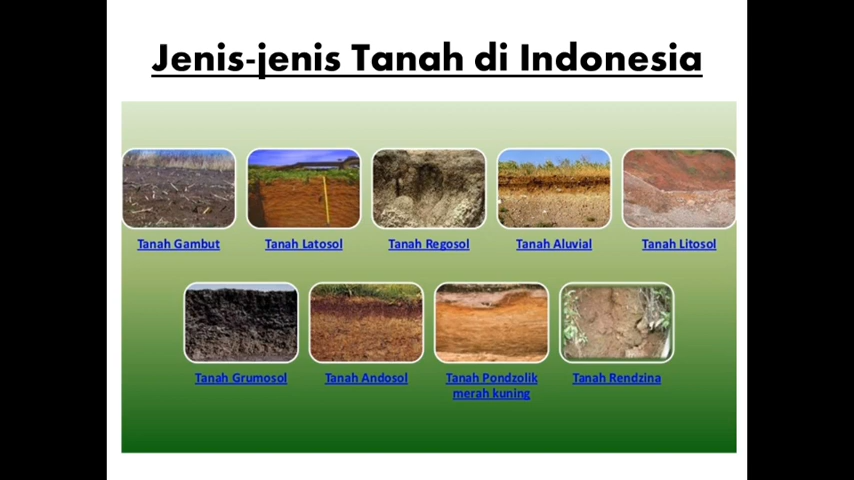 Jenis-jenis Tanah di Indonesia
Tanah Gambut
Tanah Latosol
Tanah Regosol
Tanah Aluvial
Tanah Litosol
Tanah Grumosol
Tanah Andosol
Tanah Pondzolik
merah kuning
Tanah Rendzina